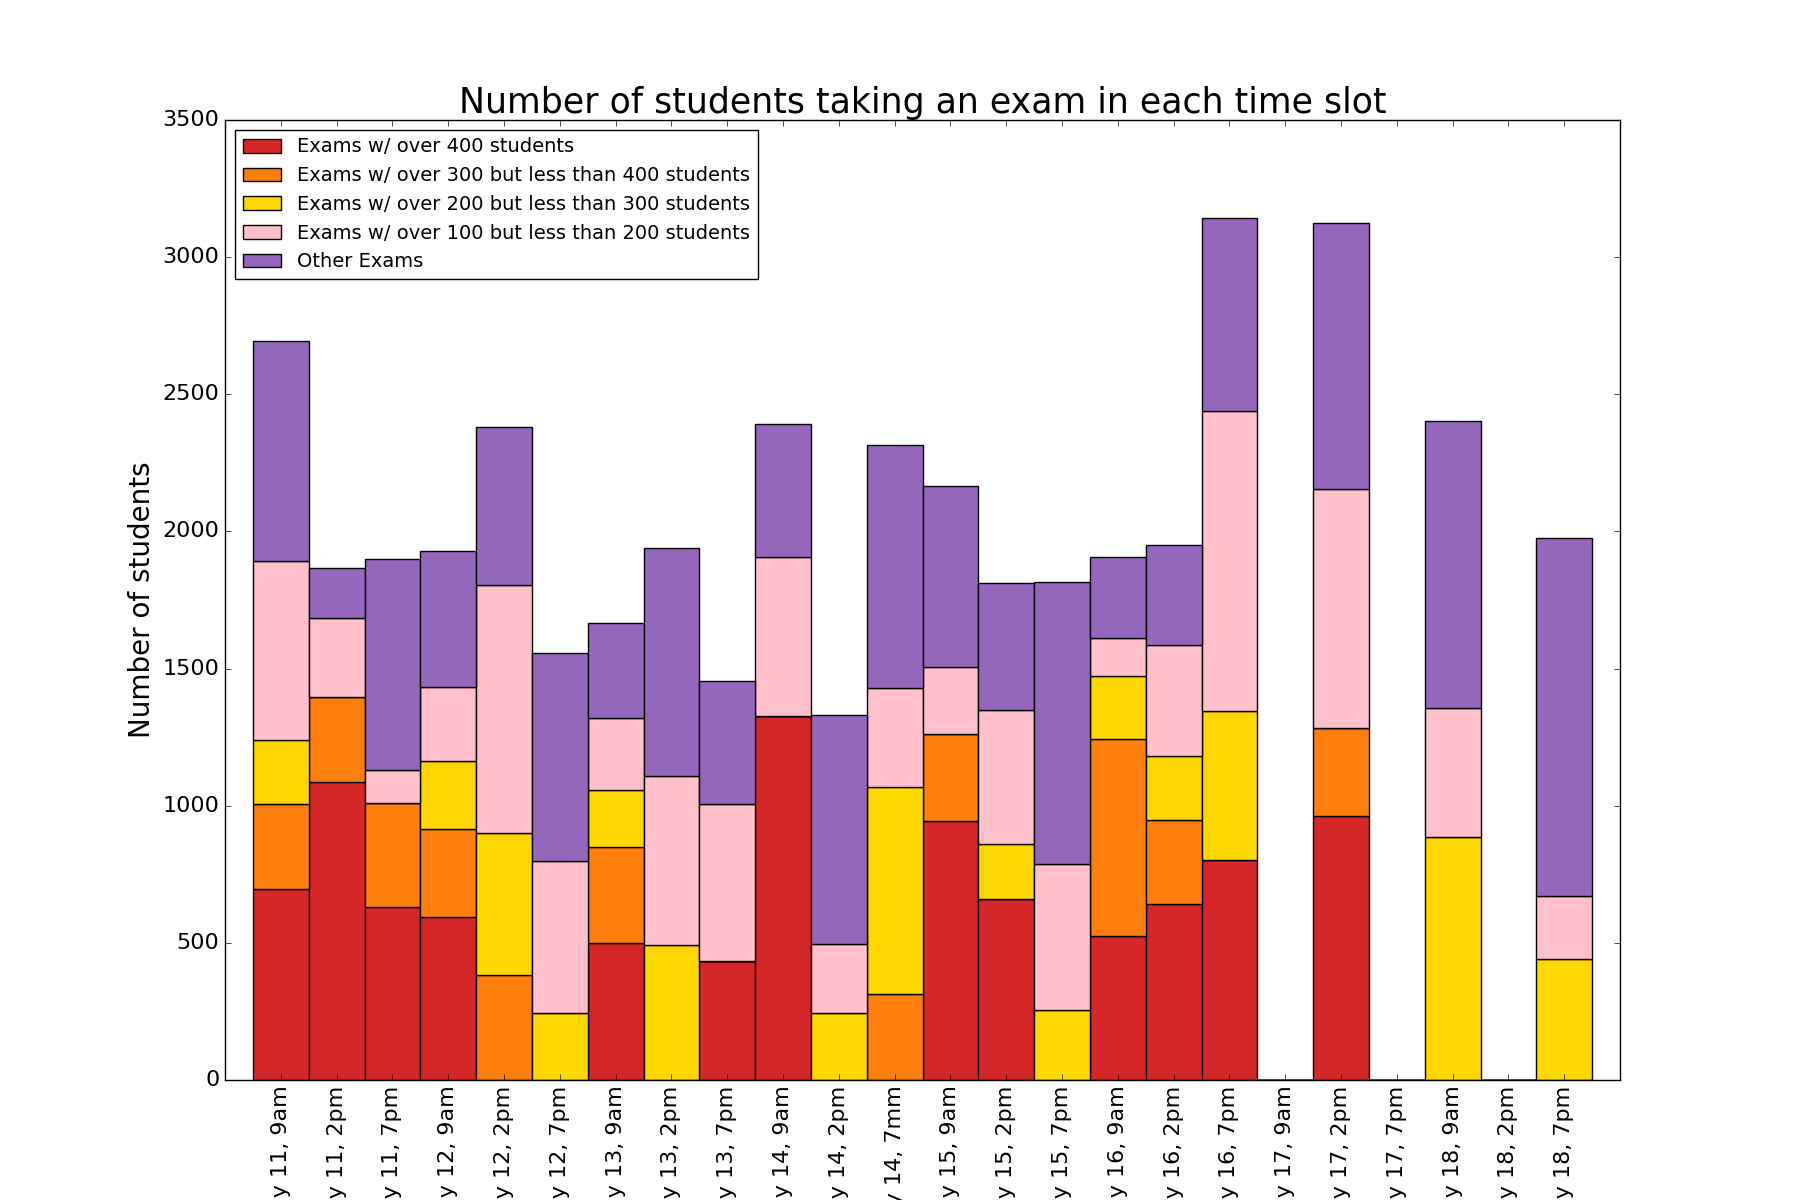 Number of students taking an exam in each time slot
Exams w/ over 400 students
Exams w/ over 300 but less than 400 students
Exams w/ over 200 but less than 300 students
Exams w/ over 100 but less than 200 students
Other Exams
3500
3000
2500
2000
1500
1000
500
0
Number of students
y 11, 9am
y 11, 2pm
y 11, 7pm
y 12, 9am
y 12, 2pm
y 12, 7pm
y 13, 9am
y 13, 2pm
y 13, 7pm
y 14, 9am
y 14, 2pm
y 14, 7mm
y 15, 9am
y 15, 2pm
y 15, 7pm
y 16, 9am
y 16, 2pm
y 16, 7pm
y 17, 9am
y 17, 2pm
y 17, 7pm
y 18, 9am
y 18, 2pm
y 18, 7pm